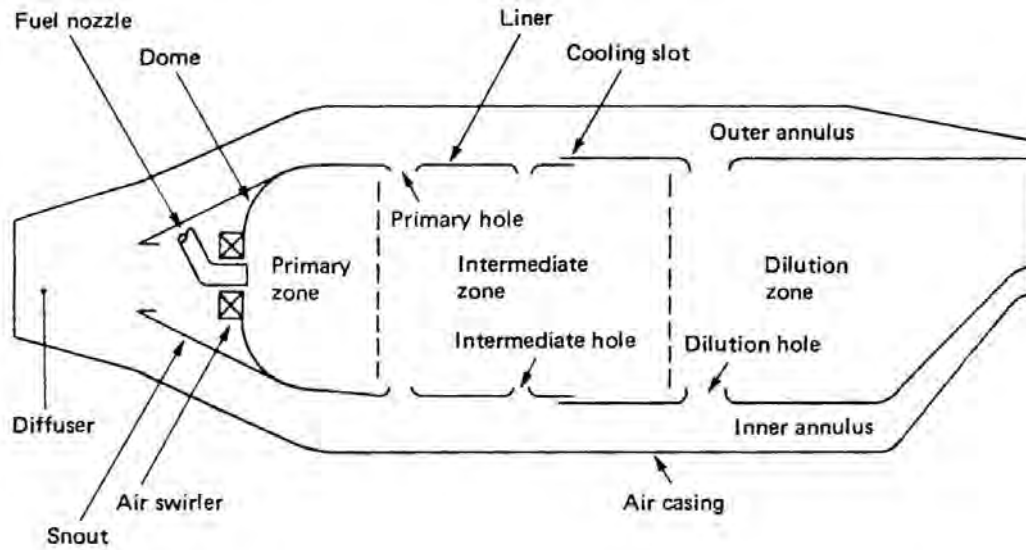 Fuel nozzle
Liner
Dome
Cooling slot
Outer annulus
Primary hole
Primary
zone
Intermediate
zone
Dilution
zone
Intermediate hole
Dilution hole
Diffuser
Inner annulus
Air swirler
Air casing
Snout